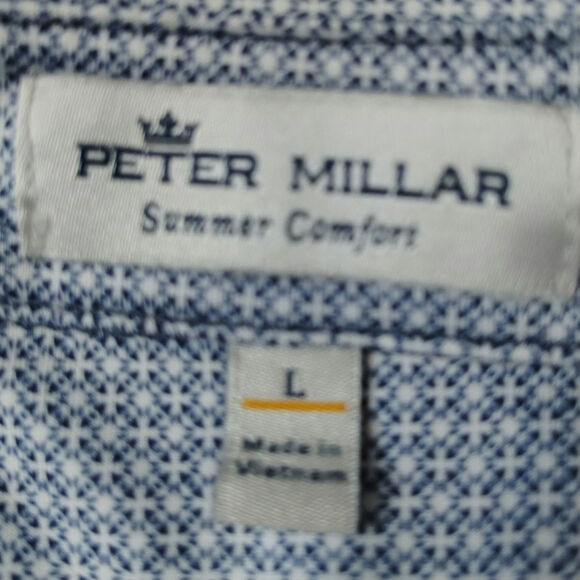 PETER MILLAR
Summer Comfort
L
Made in
Vietnam